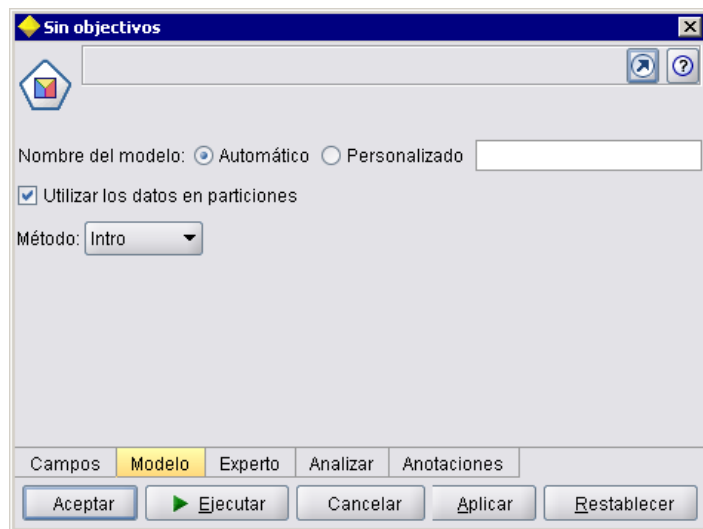 Sin objectivos
Nombre del modelo: Automático Personalizado
Utilizar los datos en particiones
Método: Intro
Campos Modelo Experto Analizar Anotaciones
Aceptar Ejecutar Cancelar Aplicar Restablecer